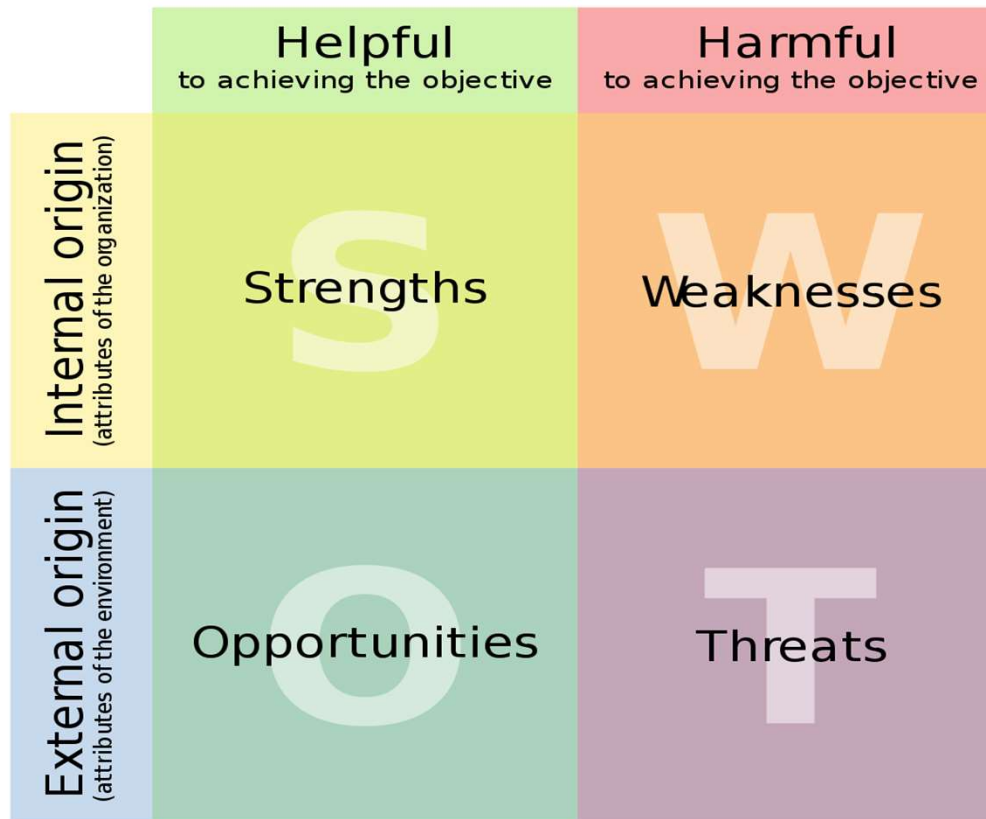 Helpful
to achieving the objective
Harmful
to achieving the objective
Internal origin
(attributes of the organization)
S
Strengths
W
Weaknesses
External origin
(attributes of the environment)
O
Opportunities
T
Threats